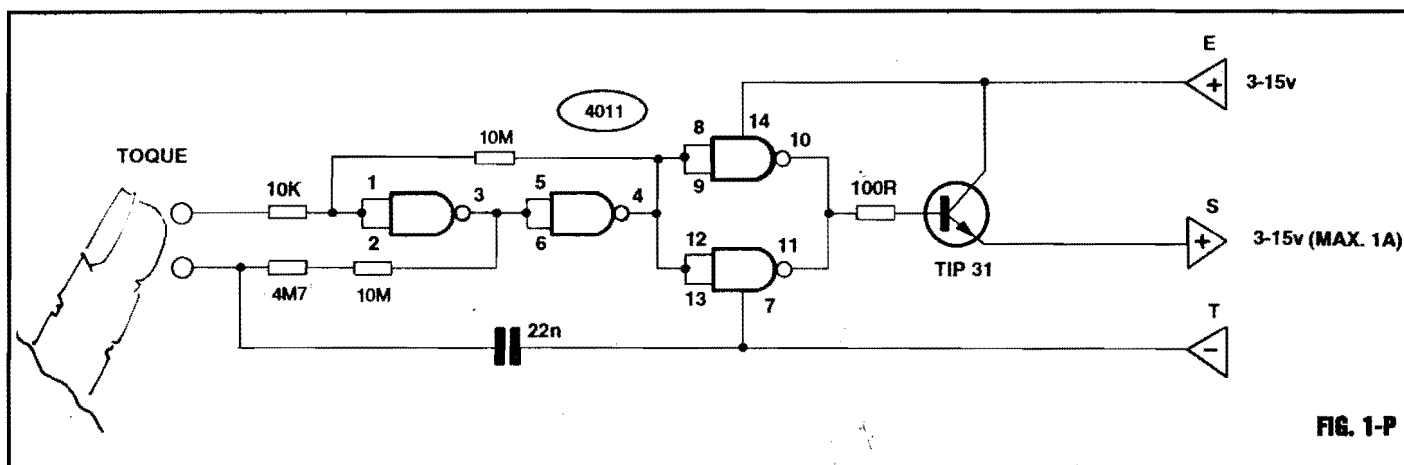 E
3-15v
4011
8
14
10
10M
9
TOQUE
10K
1
3
5
4
100R
2
6
S
3-15v (MAX. 1A)
12
11
13
7
TIP 31
4M7
10M
T
22n
FIG. 1-P